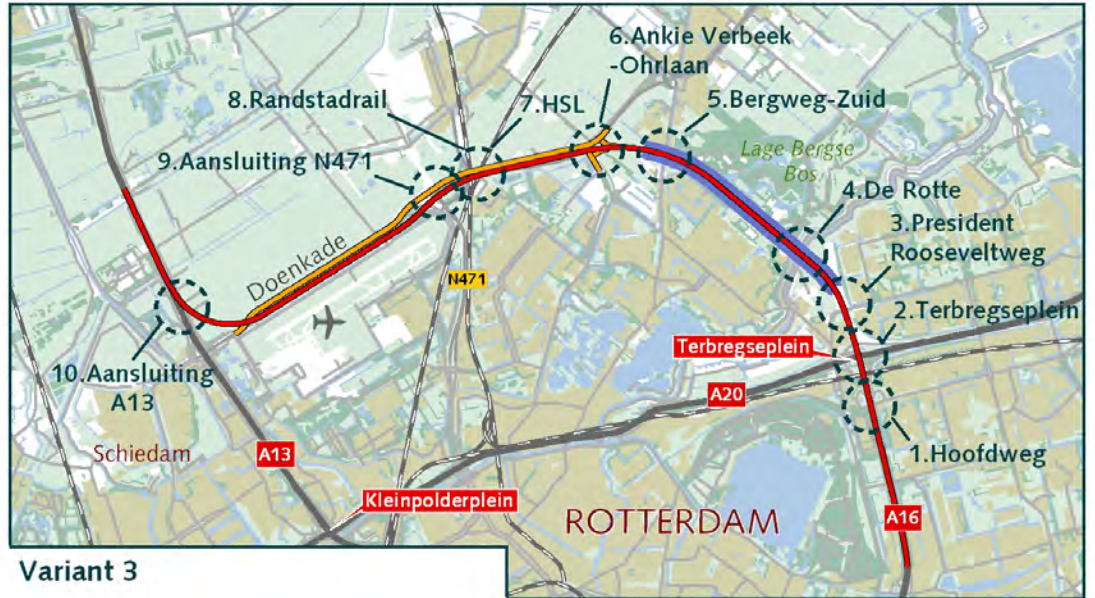 6.Ankie Verbeek
-Ohrlaan
8.Randstadrail
7.HSL
5.Bergweg-Zuid
9.Aansluiting N471
Lage Bergse
Bos
4.De Rotte
3.President
Rooseveltweg
Doenkade
N471
2.Terbregseplein
Terbregseplein
10.Aansluiting
A13
A20
Schiedam
A13
1.Hoofdweg
Kleinpolderplein
ROTTERDAM
A16
Variant 3